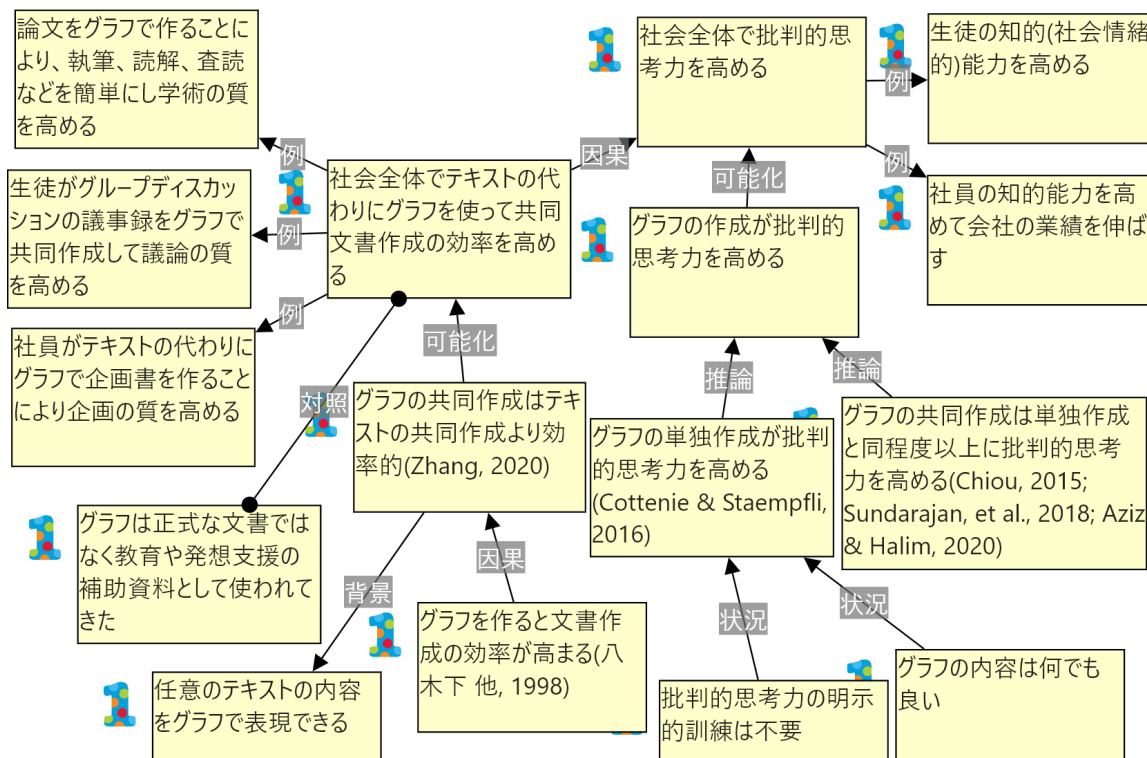 論文をグラフで作ることに
より、執筆、読解、査読
などを簡単にし学術の質
を高める
社会全体で批判的思
考力を高める
生徒の知的(社会情緒
的)能力を高める
例
例
因果
例
可能化
生徒がグループディスカッ
ションの議事録をグラフで
共同作成して議論の質
を高める
例
社会全体でテキストの代
わりにグラフを使って共同
文書作成の効率を高め
る
グラフの作成が批判的
思考力を高める
社員の知的能力を高
めて会社の業績を伸ば
す
例
社員がテキストの代わりに
グラフで企画書を作ること
により企画の質を高める
可能化
対照
推論
推論
グラフの共同作成はテキ
ストの共同作成より効
率的(Zhang, 2020)
グラフの単独作成が批判
的思考力を高める
(Cottenie & Staempfli,
2016)
グラフの共同作成は単独作成
と同程度以上に批判的思考
力を高める(Chiou, 2015;
Sundarajan, et al., 2018; Aziz
& Halim, 2020)
グラフは正式な文書では
なく教育や発想支援の
補助資料として使われて
きた
背景
因果
状況
状況
グラフを作ると文書作
成の効率が高まる(八
木下 他, 1998)
任意のテキストの内容
をグラフで表現できる
批判的思考力の明示
的訓練は不要
グラフの内容は何でも
良い